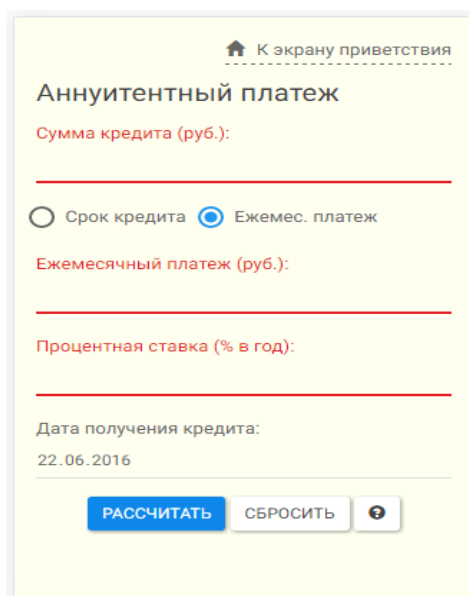 К экрану приветствия
Аннуитентный платеж
Сумма кредита (руб.):
Срок кредита Ежемес. платеж
Ежемесячный платеж (руб.):
Процентная ставка (% в год):
Дата получения кредита:
22.06.2016
РАССЧИТАТЬ СБРОСИТЬ ?